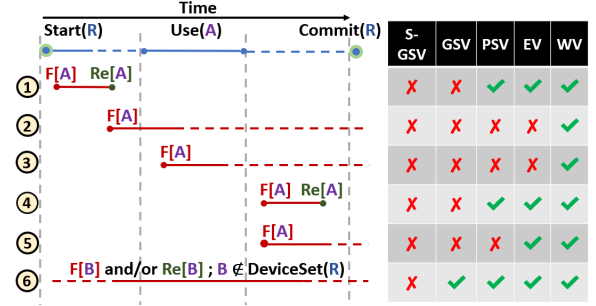 Time
Start(R) Use(A) Commit(R)
S-GSV GSV PSV EV WV
1 F[A] Re[A] ✗ ✗ ✓ ✓ ✓
2 F[A] ✗ ✗ ✗ ✗ ✓
3 F[A] ✗ ✗ ✗ ✗ ✓
4 F[A] Re[A] ✗ ✗ ✓ ✓ ✓
5 F[A] ✗ ✗ ✗ ✓ ✓
6 F[B] and/or Re[B] ; B ∉ DeviceSet(R) ✗ ✓ ✓ ✓ ✓